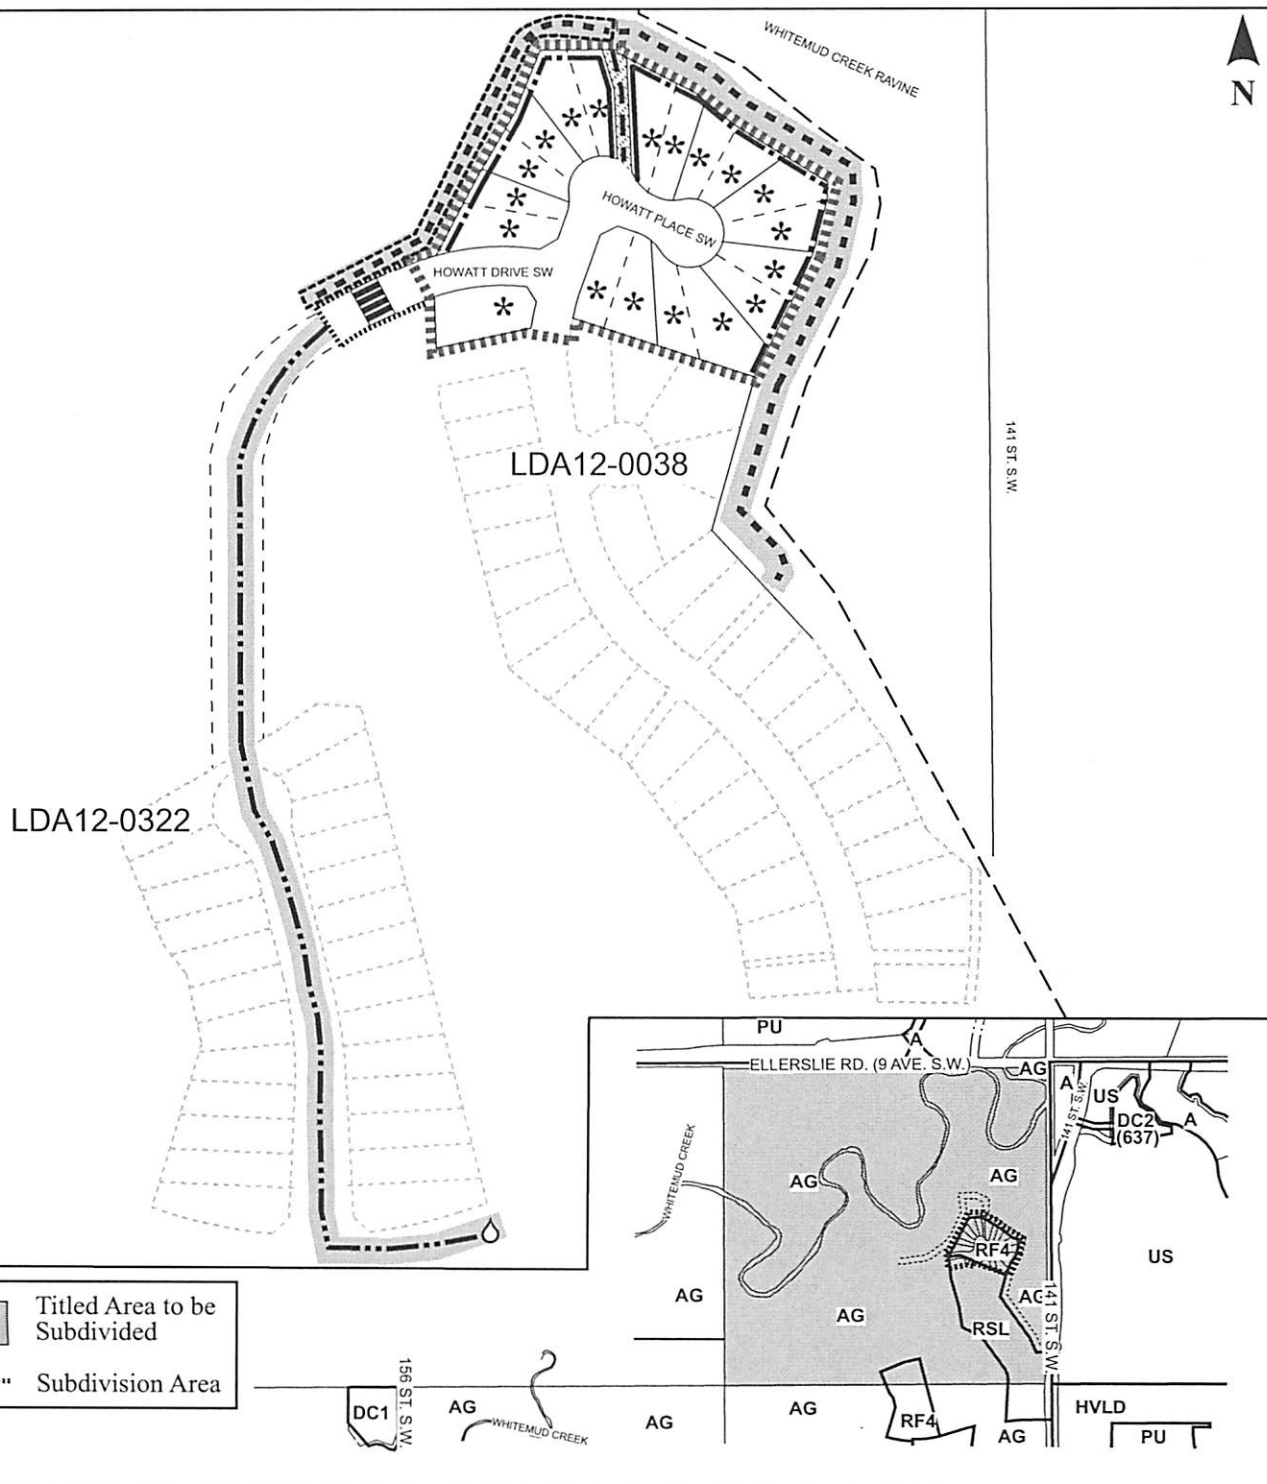 WHITEMUD CREEK RAVINE
N
HOWATT PLACE SW
HOWATT DRIVE SW
141 ST. S.W.
LDA12-0038
LDA12-0322
PU
A
ELLERSLIE RD. (9 AVE. S.W.)
AG
A
US
141 ST. S.W.
DC2
(637)
A
WHITEMUD CREEK
AG
AG
RF4
US
AG
AG
AG
RSL
141 ST. S.W.
Titled Area to be
Subdivided
Subdivision Area
156 ST. S.W.
DC1
AG
WHITEMUD CREEK
AG
AG
RF4
AG
HVLD
PU